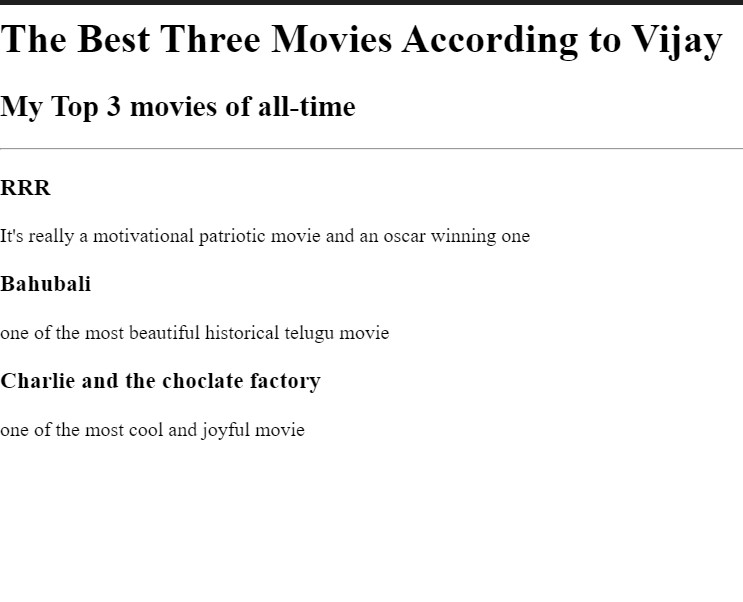 The Best Three Movies According to Vijay
My Top 3 movies of all-time
RRR
It's really a motivational patriotic movie and an oscar winning one
Bahubali
one of the most beautiful historical telugu movie
Charlie and the choclate factory
one of the most cool and joyful movie